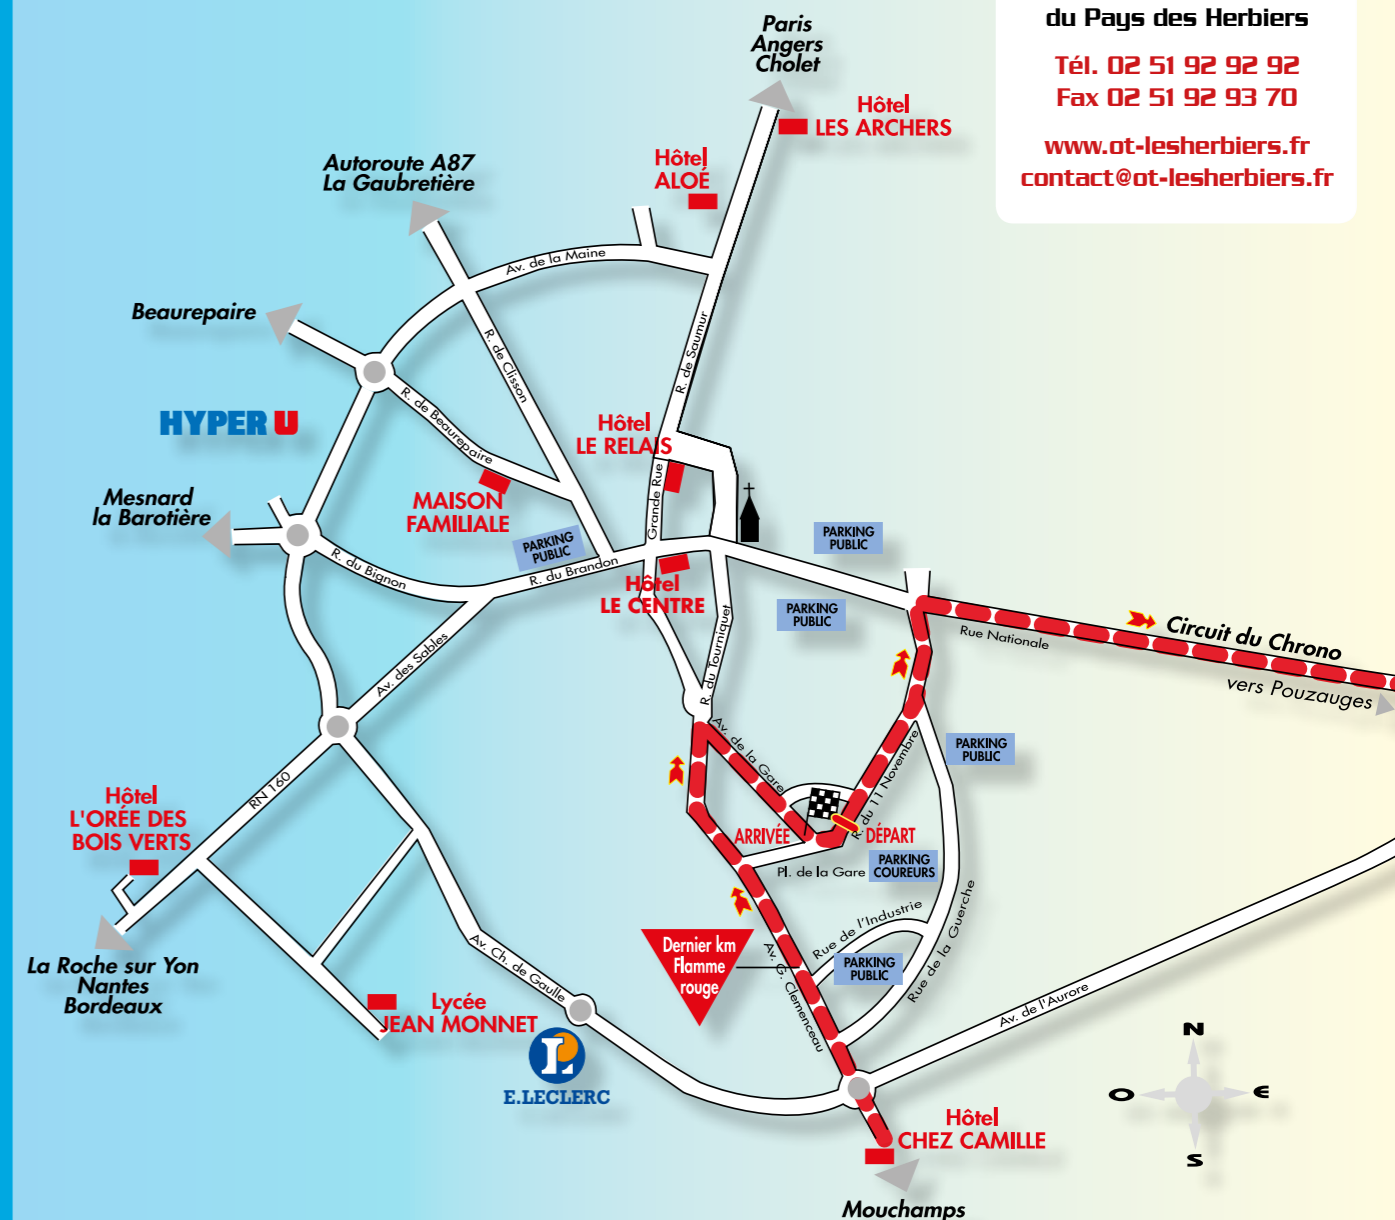 du Pays des Herbiers
Tél. 02 51 92 92 92
Fax 02 51 92 93 70
www.ot-lesherbiers.fr
contact@ot-lesherbiers.fr
Paris
Angers
Cholet
Hôtel
LES ARCHERS
Hôtel
ALOÉ
Autoroute A87
La Gaubretière
Av. de la Maine
Beaurepaire
R. de Clisson
R. de Saumur
HYPER U
R. de Beaurepaire
Hôtel
LE RELAIS
Grande Rue
MAISON
FAMILIALE
Mesnard
la Barotière
PARKING
PUBLIC
PARKING
PUBLIC
R. du Bignon
R. du Brandon
Hôtel
LE CENTRE
PARKING
PUBLIC
R. du Tourniquet
Rue Nationale
Circuit du Chrono
vers Pouzauges
Av. des Sables
Av. de la Gare
R. du 11 Novembre
PARKING
PUBLIC
RN 160
Hôtel
L'ORÉE DES
BOIS VERTS
ARRIVÉE
DÉPART
Pl. de la Gare
PARKING
COUREURS
Rue de l'Industrie
Rue de la Guerche
PARKING
PUBLIC
Dernier km
Flamme
rouge
Av. G. Clemenceau
Av. Ch. de Gaulle
Av. de l'Aurore
La Roche sur Yon
Nantes
Bordeaux
Lycée
JEAN MONNET
L
E.LECLERC
N
O
E
S
Hôtel
CHEZ CAMILLE
Mouchamps